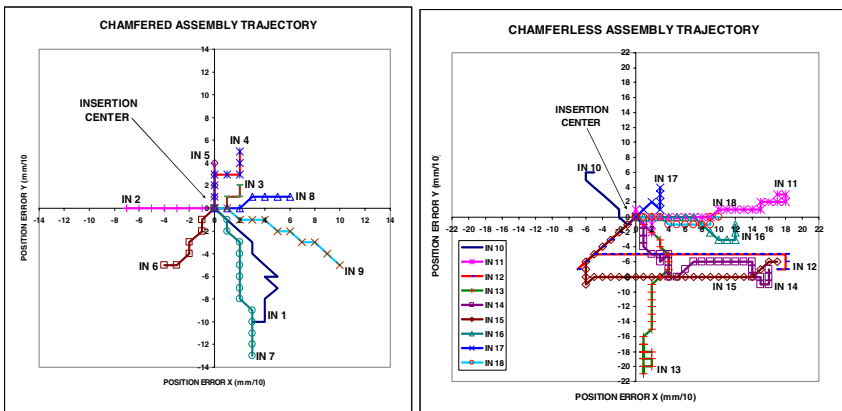 CHAMFERED ASSEMBLY TRAJECTORY
14
12
10
8
6
4
2
0
-2
-4
-6
-8
-10
-12
-14
-14 -12 -10 -8 -6 -4 -2 0 2 4 6 8 10 12 14
POSITION ERROR Y (mm/10)
POSITION ERROR X (mm/10)
INSERTION
CENTER
IN 4
IN 5
IN 3
IN 8
IN 2
IN 6
IN 9
IN 1
IN 7
CHAMFERLESS ASSEMBLY TRAJECTORY
22
20
18
16
14
12
10
8
6
4
2
0
-2
-4
-6
-8
-10
-12
-14
-16
-18
-20
-22
-22 -20 -18 -16 -14 -12 -10 -8 -6 -4 -2 0 2 4 6 8 10 12 14 16 18 20 22
POSITION ERROR Y (mm/10)
POSITION ERROR X (mm/10)
INSERTION
CENTER
IN 10
IN 17
IN 11
IN 18
IN 16
IN 12
IN 15
IN 14
IN 13
IN 10
IN 11
IN 12
IN 13
IN 14
IN 15
IN 16
IN 17
IN 18